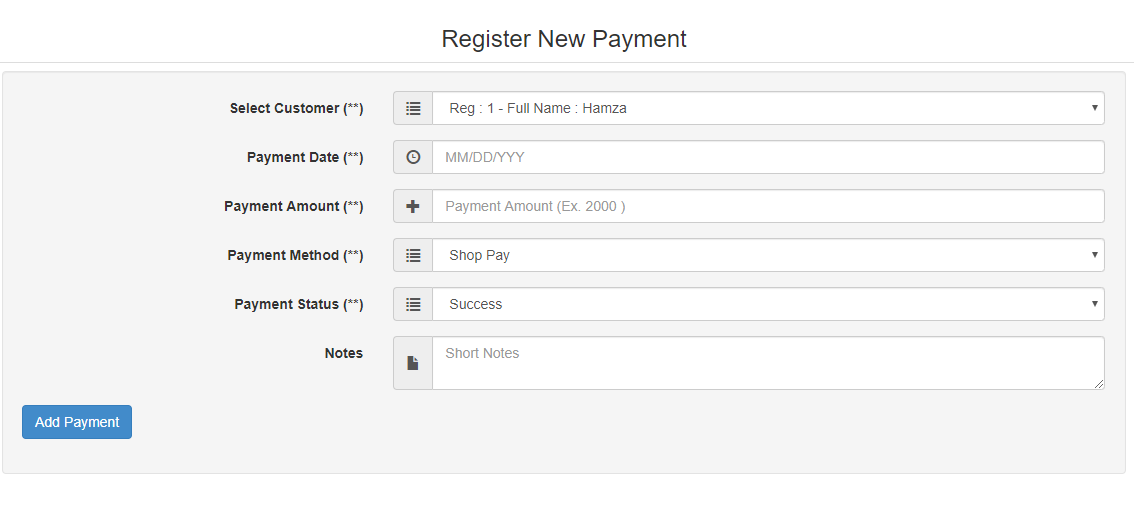 Register New Payment
Select Customer (**)
Reg : 1 - Full Name : Hamza
Payment Date (**)
MM/DD/YYY
Payment Amount (**)
Payment Amount (Ex. 2000 )
Payment Method (**)
Shop Pay
Payment Status (**)
Success
Notes
Short Notes
Add Payment